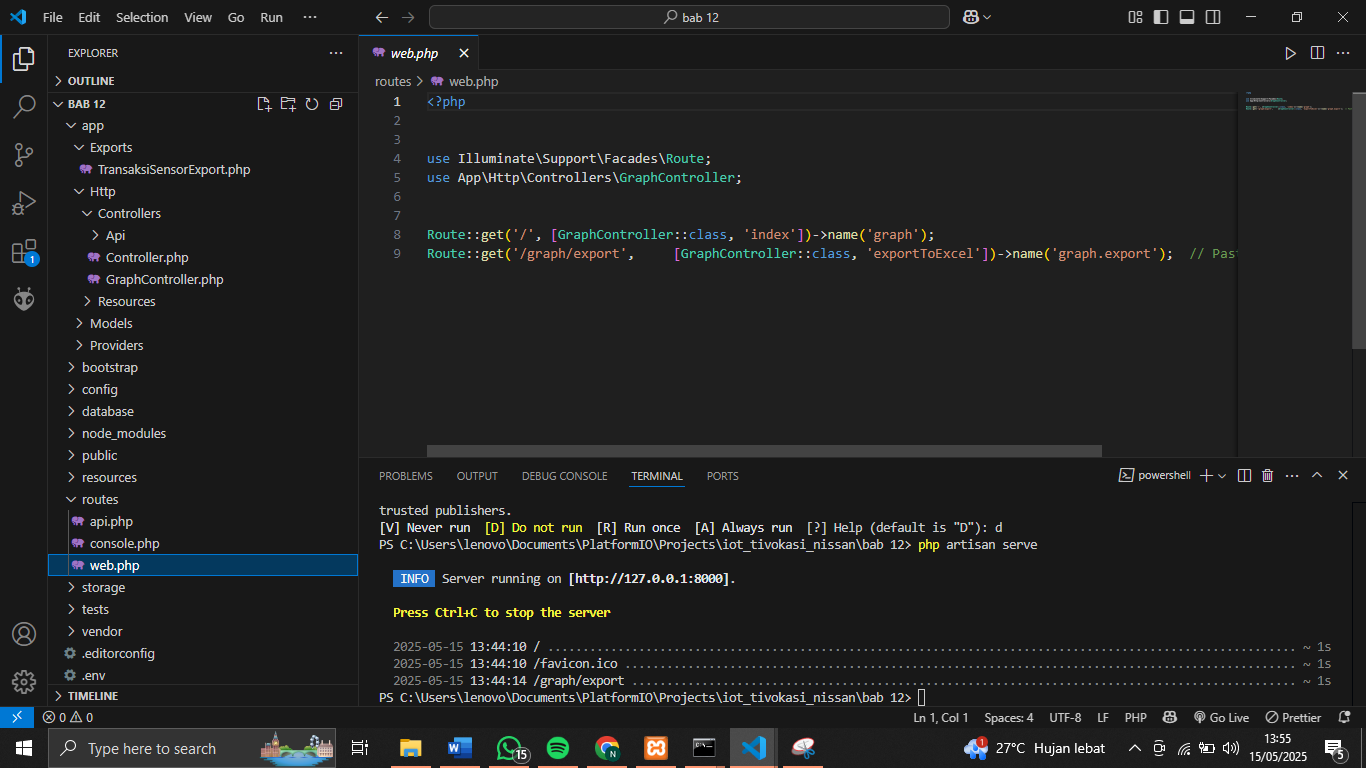 File Edit Selection View Go Run ··· bab 12
EXPLORER ···
OUTLINE
BAB 12
app
Exports
TransaksiSensorExport.php
Http
Controllers
Api
Controller.php
GraphController.php
Resources
Models
Providers
bootstrap
config
database
node_modules
public
resources
routes
api.php
console.php
web.php
storage
tests
vendor
.editorconfig
.env
TIMELINE
web.php
routes > web.php
1 <?php
2
3
4 use Illuminate\Support\Facades\Route;
5 use App\Http\Controllers\GraphController;
6
7
8 Route::get('/', [GraphController::class, 'index'])->name('graph');
9 Route::get('/graph/export', [GraphController::class, 'exportToExcel'])->name('graph.export'); // Pas
PROBLEMS OUTPUT DEBUG CONSOLE TERMINAL PORTS powershell
trusted publishers.
[V] Never run [D] Do not run [R] Run once [A] Always run [?] Help (default is "D"): d
PS C:\Users\lenovo\Documents\PlatformIO\Projects\iot_tivokasi_nissan\bab 12> php artisan serve
INFO Server running on [http://127.0.0.1:8000].
Press Ctrl+C to stop the server
2025-05-15 13:44:10 / ........ ~ 1s
2025-05-15 13:44:10 /favicon.ico ........ ~ 1s
2025-05-15 13:44:14 /graph/export ........ ~ 1s
PS C:\Users\lenovo\Documents\PlatformIO\Projects\iot_tivokasi_nissan\bab 12>
0 0 Ln 1, Col 1 Spaces: 4 UTF-8 LF PHP Go Live Prettier
Type here to search 15 27°C Hujan lebat 13:55
15/05/2025 5